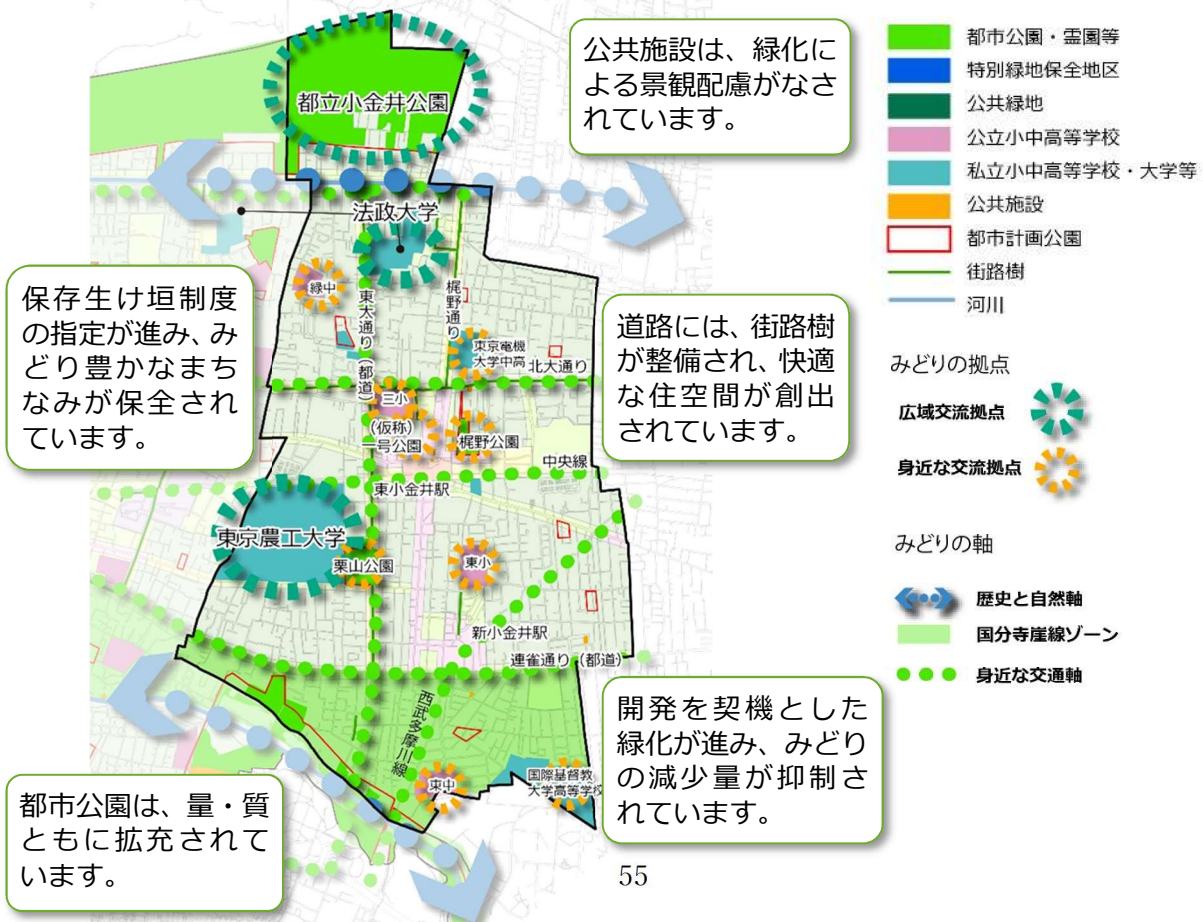 都立小金井公園
公共施設は、緑化に
よる景観配慮がなさ
れています。
都市公園・霊園等
特別緑地保全地区
公共緑地
公立小中高等学校
私立小中高等学校・大学等
公共施設
都市計画公園
街路樹
河川
みどりの拠点
広域交流拠点
身近な交流拠点
みどりの軸
歴史と自然軸
国分寺崖線ゾーン
身近な交通軸
法政大学
緑中
東大通り（都道）
梶野通り
東京電機
大学中高
北大通り
保存生け垣制度
の指定が進み、み
どり豊かなまち
なみが保全され
ています。
道路には、街路樹
が整備され、快適
な住空間が創出
されています。
三小
（仮称）
一号公園
梶野公園
中央線
東小金井駅
東京農工大学
栗山公園
東小
新小金井駅
連雀通り（都道）
西武多摩川線
東中
国際基督教
大学高等学校
開発を契機とした
緑化が進み、みどり
の減少量が抑制さ
れています。
都市公園は、量・質
ともに拡充されて
います。
55